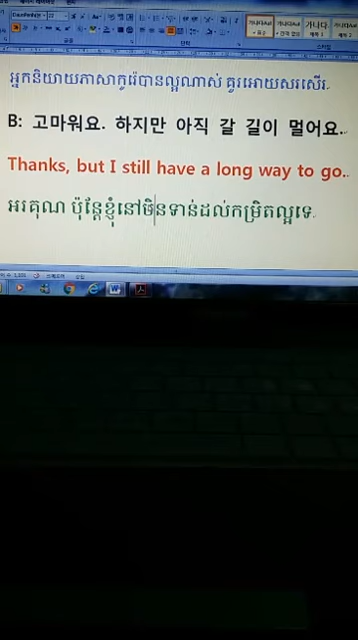 អ្នកនិយាយភាសាកូរ៉េបានល្អណាស់ គួរអោយសរសើរ.
B: 고마워요. 하지만 아직 갈 길이 멀어요..
Thanks, but I still have a long way to go..
អរគុណ ប៉ុន្តែខ្ញុំនៅមិនទាន់ដល់កម្រិតល្អទេ.